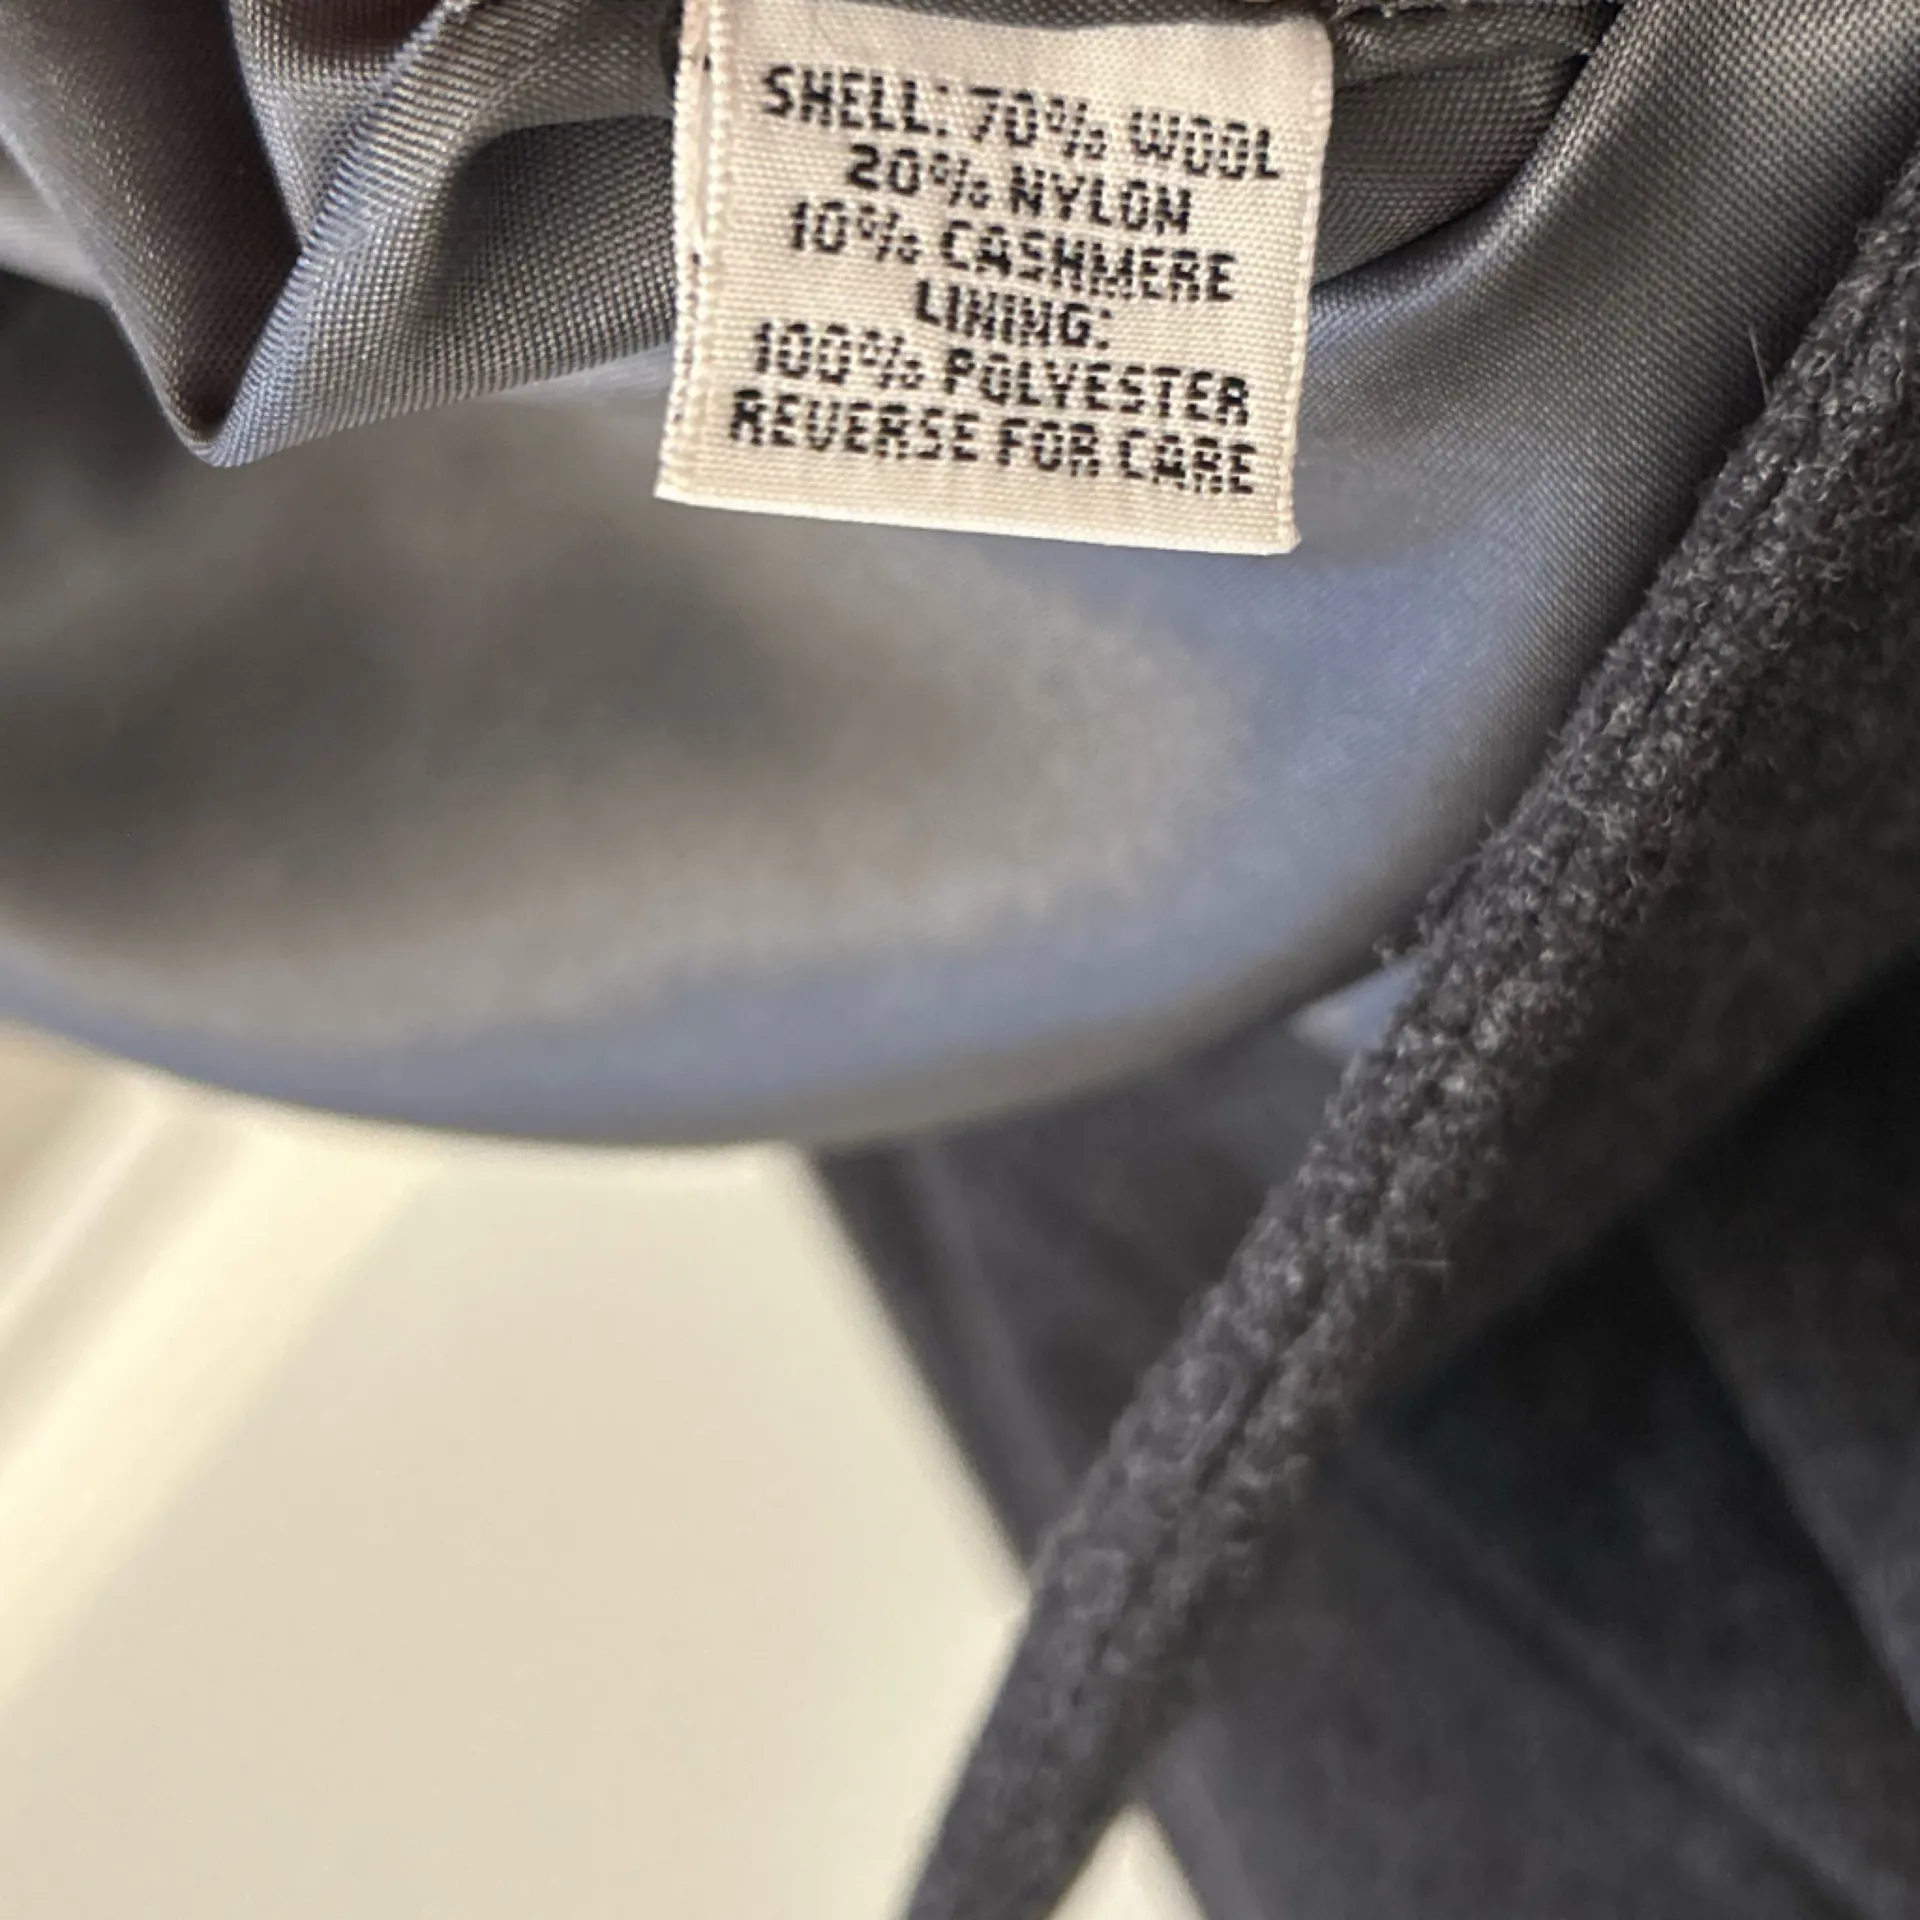 SHELL: 70% WOOL
20% NYLON
10% CASHMERE
LINING:
100% POLYESTER
REVERSE FOR CARE